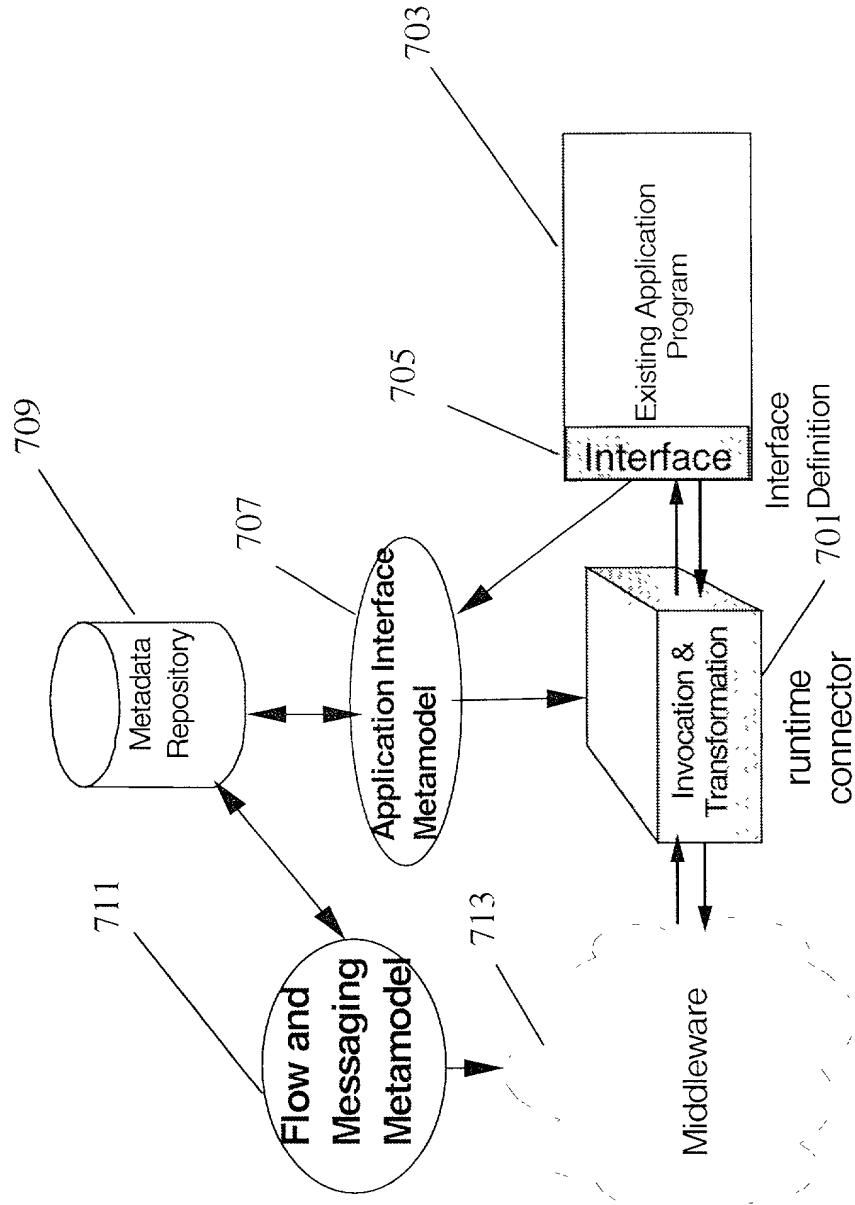 709
Metadata
Repository
711
Flow and
Messaging
Metamodel
707
Application Interface
Metamodel
703
705
Existing Application
Program
Interface
713
Middleware
Invocation &
Transformation
Interface
Definition
701
runtime
connector